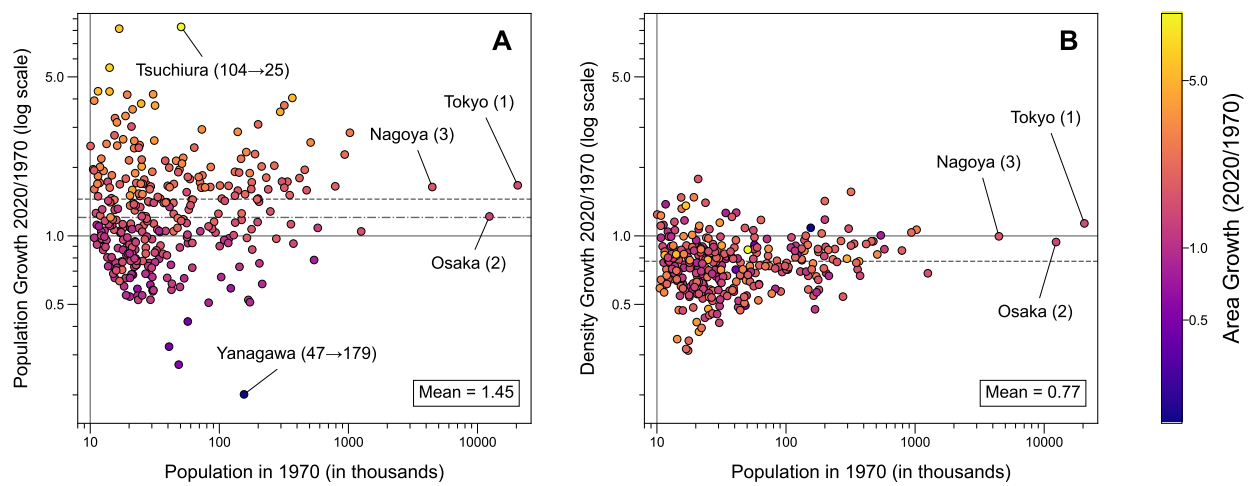 A
Population Growth 2020/1970 (log scale)
5.0
1.0
0.5
Tsuchiura (104→25)
Tokyo (1)
Nagoya (3)
Osaka (2)
Yanagawa (47→179)
Mean = 1.45
10
100
1000
10000
Population in 1970 (in thousands)
B
Density Growth 2020/1970 (log scale)
5.0
1.0
0.5
Tokyo (1)
Nagoya (3)
Osaka (2)
Mean = 0.77
10
100
1000
10000
Population in 1970 (in thousands)
5.0
1.0
0.5
Area Growth (2020/1970)